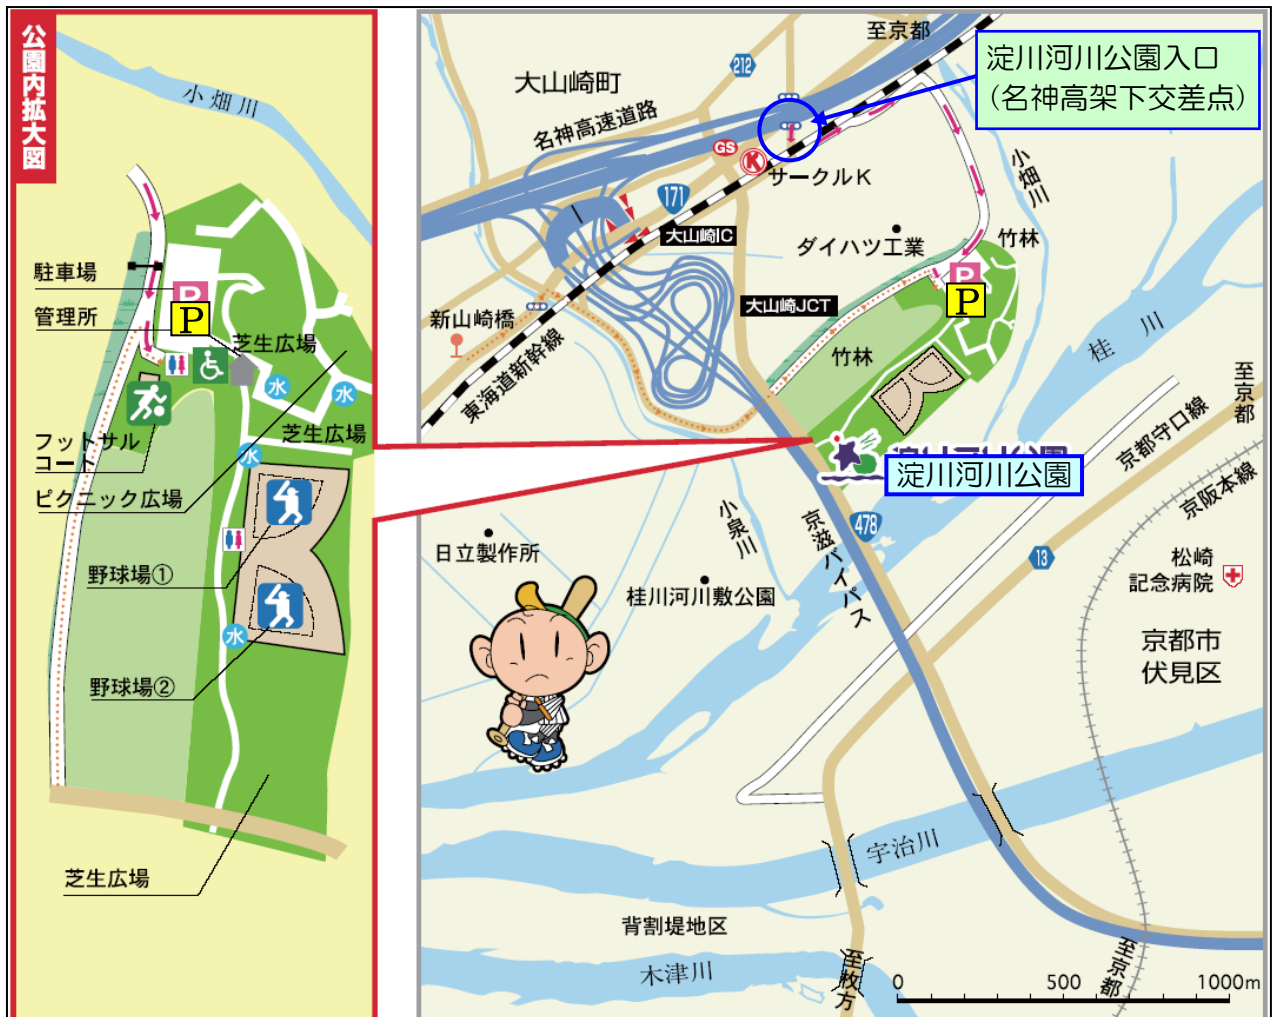 公園内拡大図
小畑川
駐車場
P
管理所
P
芝生広場
水
水
フットサル
コート
芝生広場
水
ピクニック広場
野球場①
水
野球場②
芝生広場
至京都
淀川河川公園入口
(名神高架下交差点)
212
大山崎町
名神高速道路
GS
K
サークルK
小畑川
171
大山崎IC
ダイハツ工業
竹林
P
P
大山崎JCT
新山崎橋
東海道新幹線
竹林
桂川
至京都
京都守口線
京阪本線
淀川河川公園
小泉川
京滋バイパス
478
13
日立製作所
桂川河川敷公園
松崎
記念病院
京都市
伏見区
宇治川
背割堤地区
木津川
至枚方
至京都
0
500
1000m